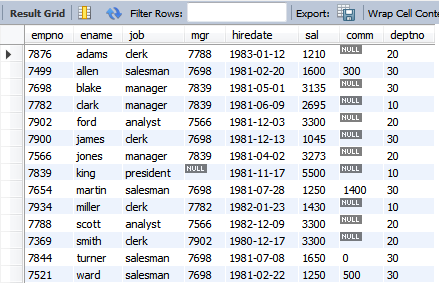 Result Grid Filter Rows: Export: Wrap Cell Conte
empno ename job mgr hiredate sal comm deptno
7876 adams clerk 7788 1983-01-12 1210 NULL 20
7499 allen salesman 7698 1981-02-20 1600 300 30
7698 blake manager 7839 1981-05-01 3135 NULL 30
7782 clark manager 7839 1981-06-09 2695 NULL 10
7902 ford analyst 7566 1981-12-03 3300 NULL 20
7900 james clerk 7698 1981-12-13 1045 NULL 30
7566 jones manager 7839 1981-04-02 3273 NULL 20
7839 king president NULL 1981-11-17 5500 NULL 10
7654 martin salesman 7698 1981-07-28 1250 1400 30
7934 miller clerk 7782 1982-01-23 1430 NULL 10
7788 scott analyst 7566 1982-12-09 3300 NULL 20
7369 smith clerk 7902 1980-12-17 3300 NULL 20
7844 turner salesman 7698 1981-07-08 1650 0 30
7521 ward salesman 7698 1981-02-22 1250 500 30